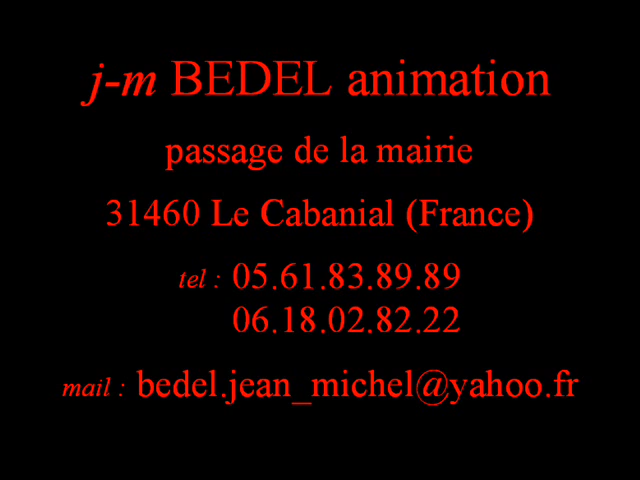 j-m BEDEL animation
passage de la mairie
31460 Le Cabanial (France)
tel : 05.61.83.89.89
06.18.02.82.22
mail : bedel.jean_michel@yahoo.fr